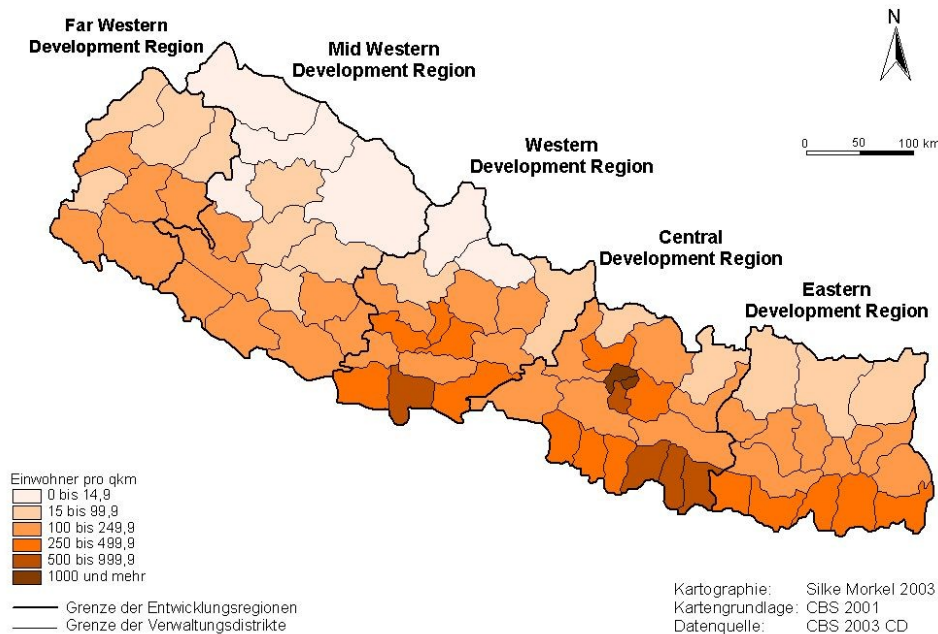 Far Western
Development Region
Mid Western
Development Region
N
Western
Development Region
0 50 100 km
Central
Development Region
Eastern
Development Region
Einwohner pro qkm
0 bis 14,9
15 bis 99,9
100 bis 249,9
250 bis 499,9
500 bis 999,9
1000 und mehr
Grenze der Entwicklungsregionen
Grenze der Verwaltungsdistrikte
Kartographie: Silke Morkel 2003
Kartengrundlage: CBS 2001
Datenquelle: CBS 2003 CD